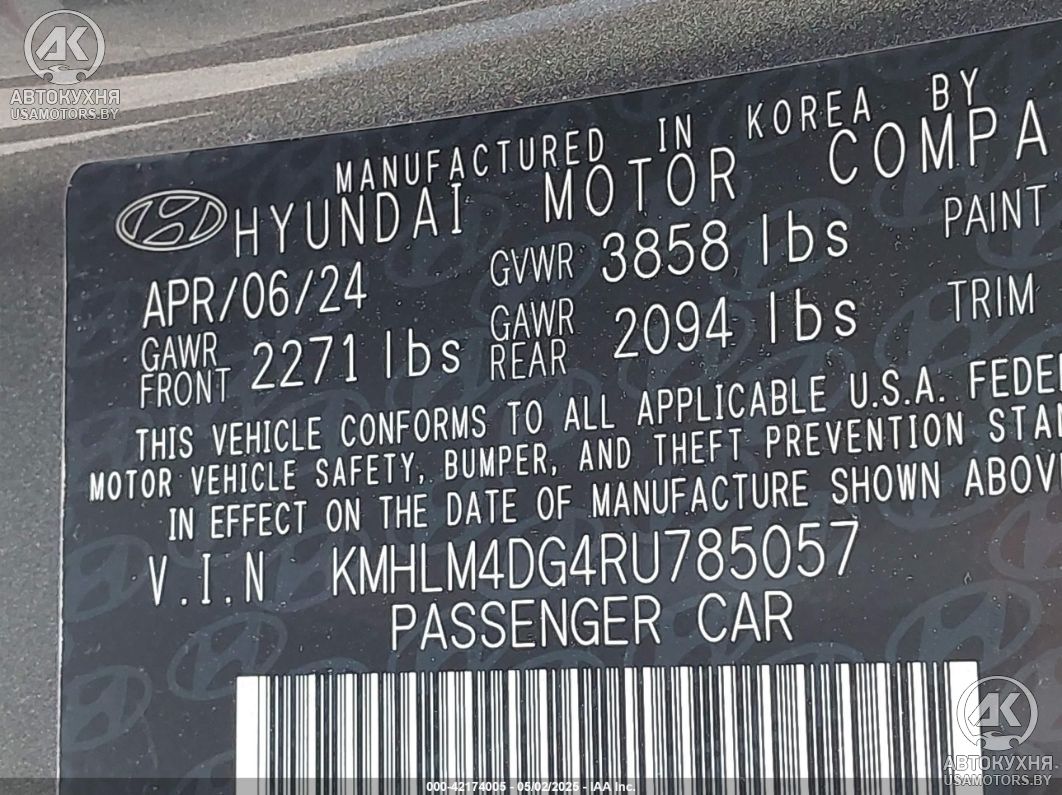 АК
АВТОКУХНЯ
USAMOTORS.BY
MANUFACTURED IN KOREA BY
HYUNDAI MOTOR COMPA
APR/06/24 GVWR 3858 lbs PAINT
GAWR FRONT 2271 lbs GAWR REAR 2094 lbs TRIM
THIS VEHICLE CONFORMS TO ALL APPLICABLE U.S.A. FEDE
MOTOR VEHICLE SAFETY, BUMPER, AND THEFT PREVENTION STA
IN EFFECT ON THE DATE OF MANUFACTURE SHOWN ABOV
V.I.N KMHLM4DG4RU785057
PASSENGER CAR
АК
АВТОКУХНЯ
USAMOTORS.BY
000-42174005 - 05/02/2025 - IAA Inc.